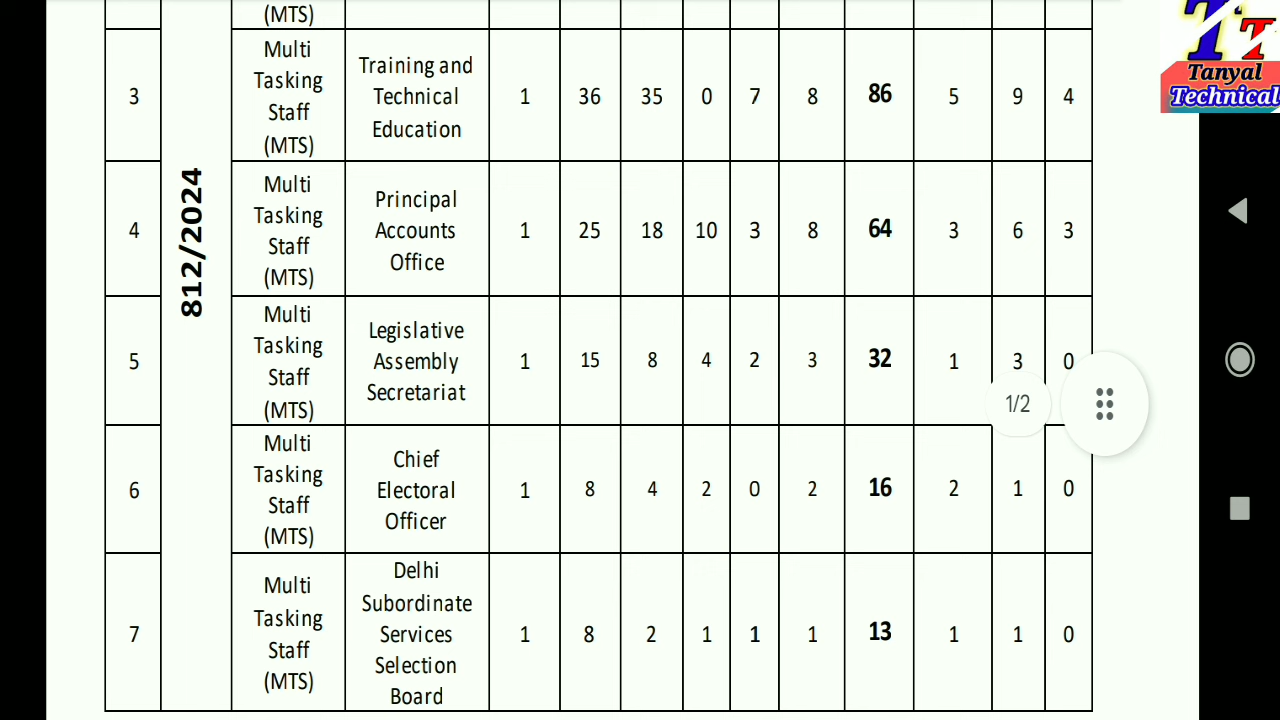 (MTS)
3 Multi Tasking Staff (MTS) Training and Technical Education 1 36 35 0 7 8 86 5 9 4
812/2024
4 Multi Tasking Staff (MTS) Principal Accounts Office 1 25 18 10 3 8 64 3 6 3
5 Multi Tasking Staff (MTS) Legislative Assembly Secretariat 1 15 8 4 2 3 32 1 3 0
1/2
6 Multi Tasking Staff (MTS) Chief Electoral Officer 1 8 4 2 0 2 16 2 1 0
7 Multi Tasking Staff (MTS) Delhi Subordinate Services Selection Board 1 8 2 1 1 1 13 1 1 0
TT
Tanyal
Technical